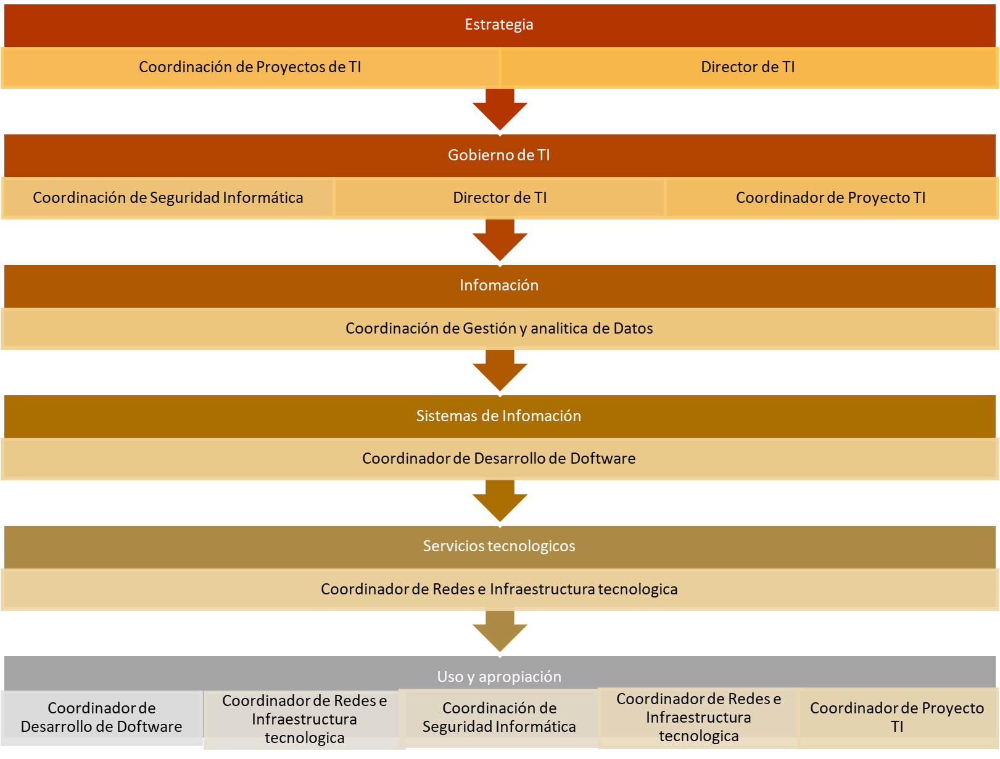 Estrategia
Coordinación de Proyectos de TI
Director de TI
Gobierno de TI
Coordinación de Seguridad Informática
Director de TI
Coordinador de Proyecto TI
Infomación
Coordinación de Gestión y analitica de Datos
Sistemas de Infomación
Coordinador de Desarrollo de Doftware
Servicios tecnologicos
Coordinador de Redes e Infraestructura tecnologica
Uso y apropiación
Coordinador de
Desarrollo de Doftware
Coordinador de Redes e
Infraestructura
tecnologica
Coordinación de
Seguridad Informática
Coordinador de Redes e
Infraestructura
tecnologica
Coordinador de Proyecto
TI